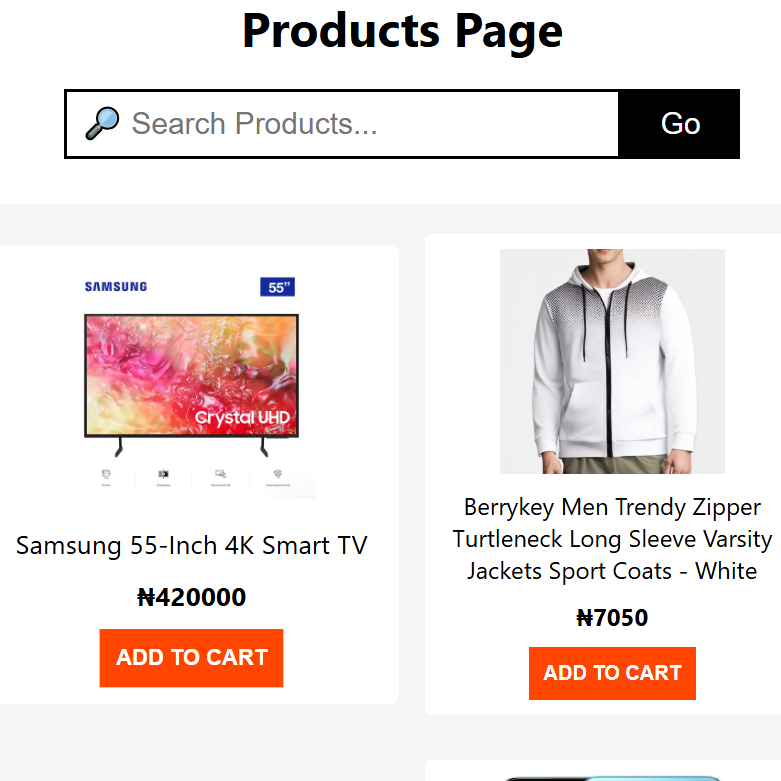 Products Page
Search Products...
Go
SAMSUNG
55”
Crystal UHD
Samsung 55-Inch 4K Smart TV
₦420000
ADD TO CART
Berrykey Men Trendy Zipper
Turtleneck Long Sleeve Varsity
Jackets Sport Coats - White
₦7050
ADD TO CART